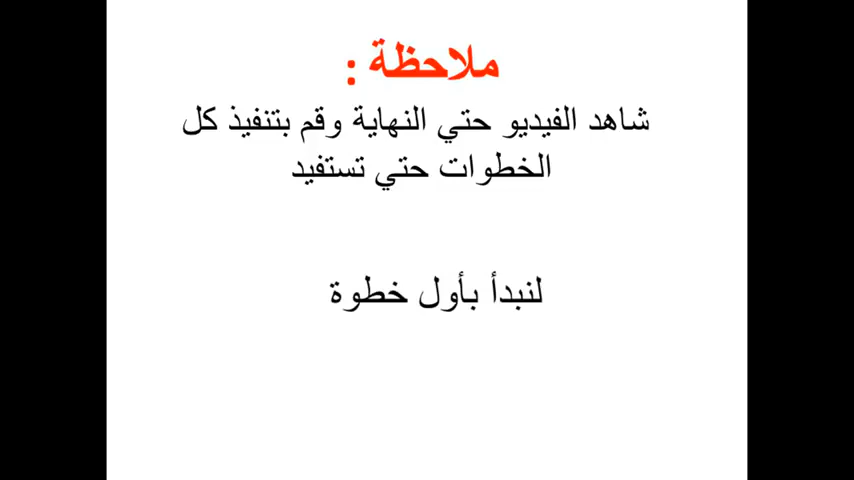 ملاحظة :
شاهد الفيديو حتي النهاية وقم بتنفيذ كل
الخطوات حتي تستفيد
لنبدأ بأول خطوة